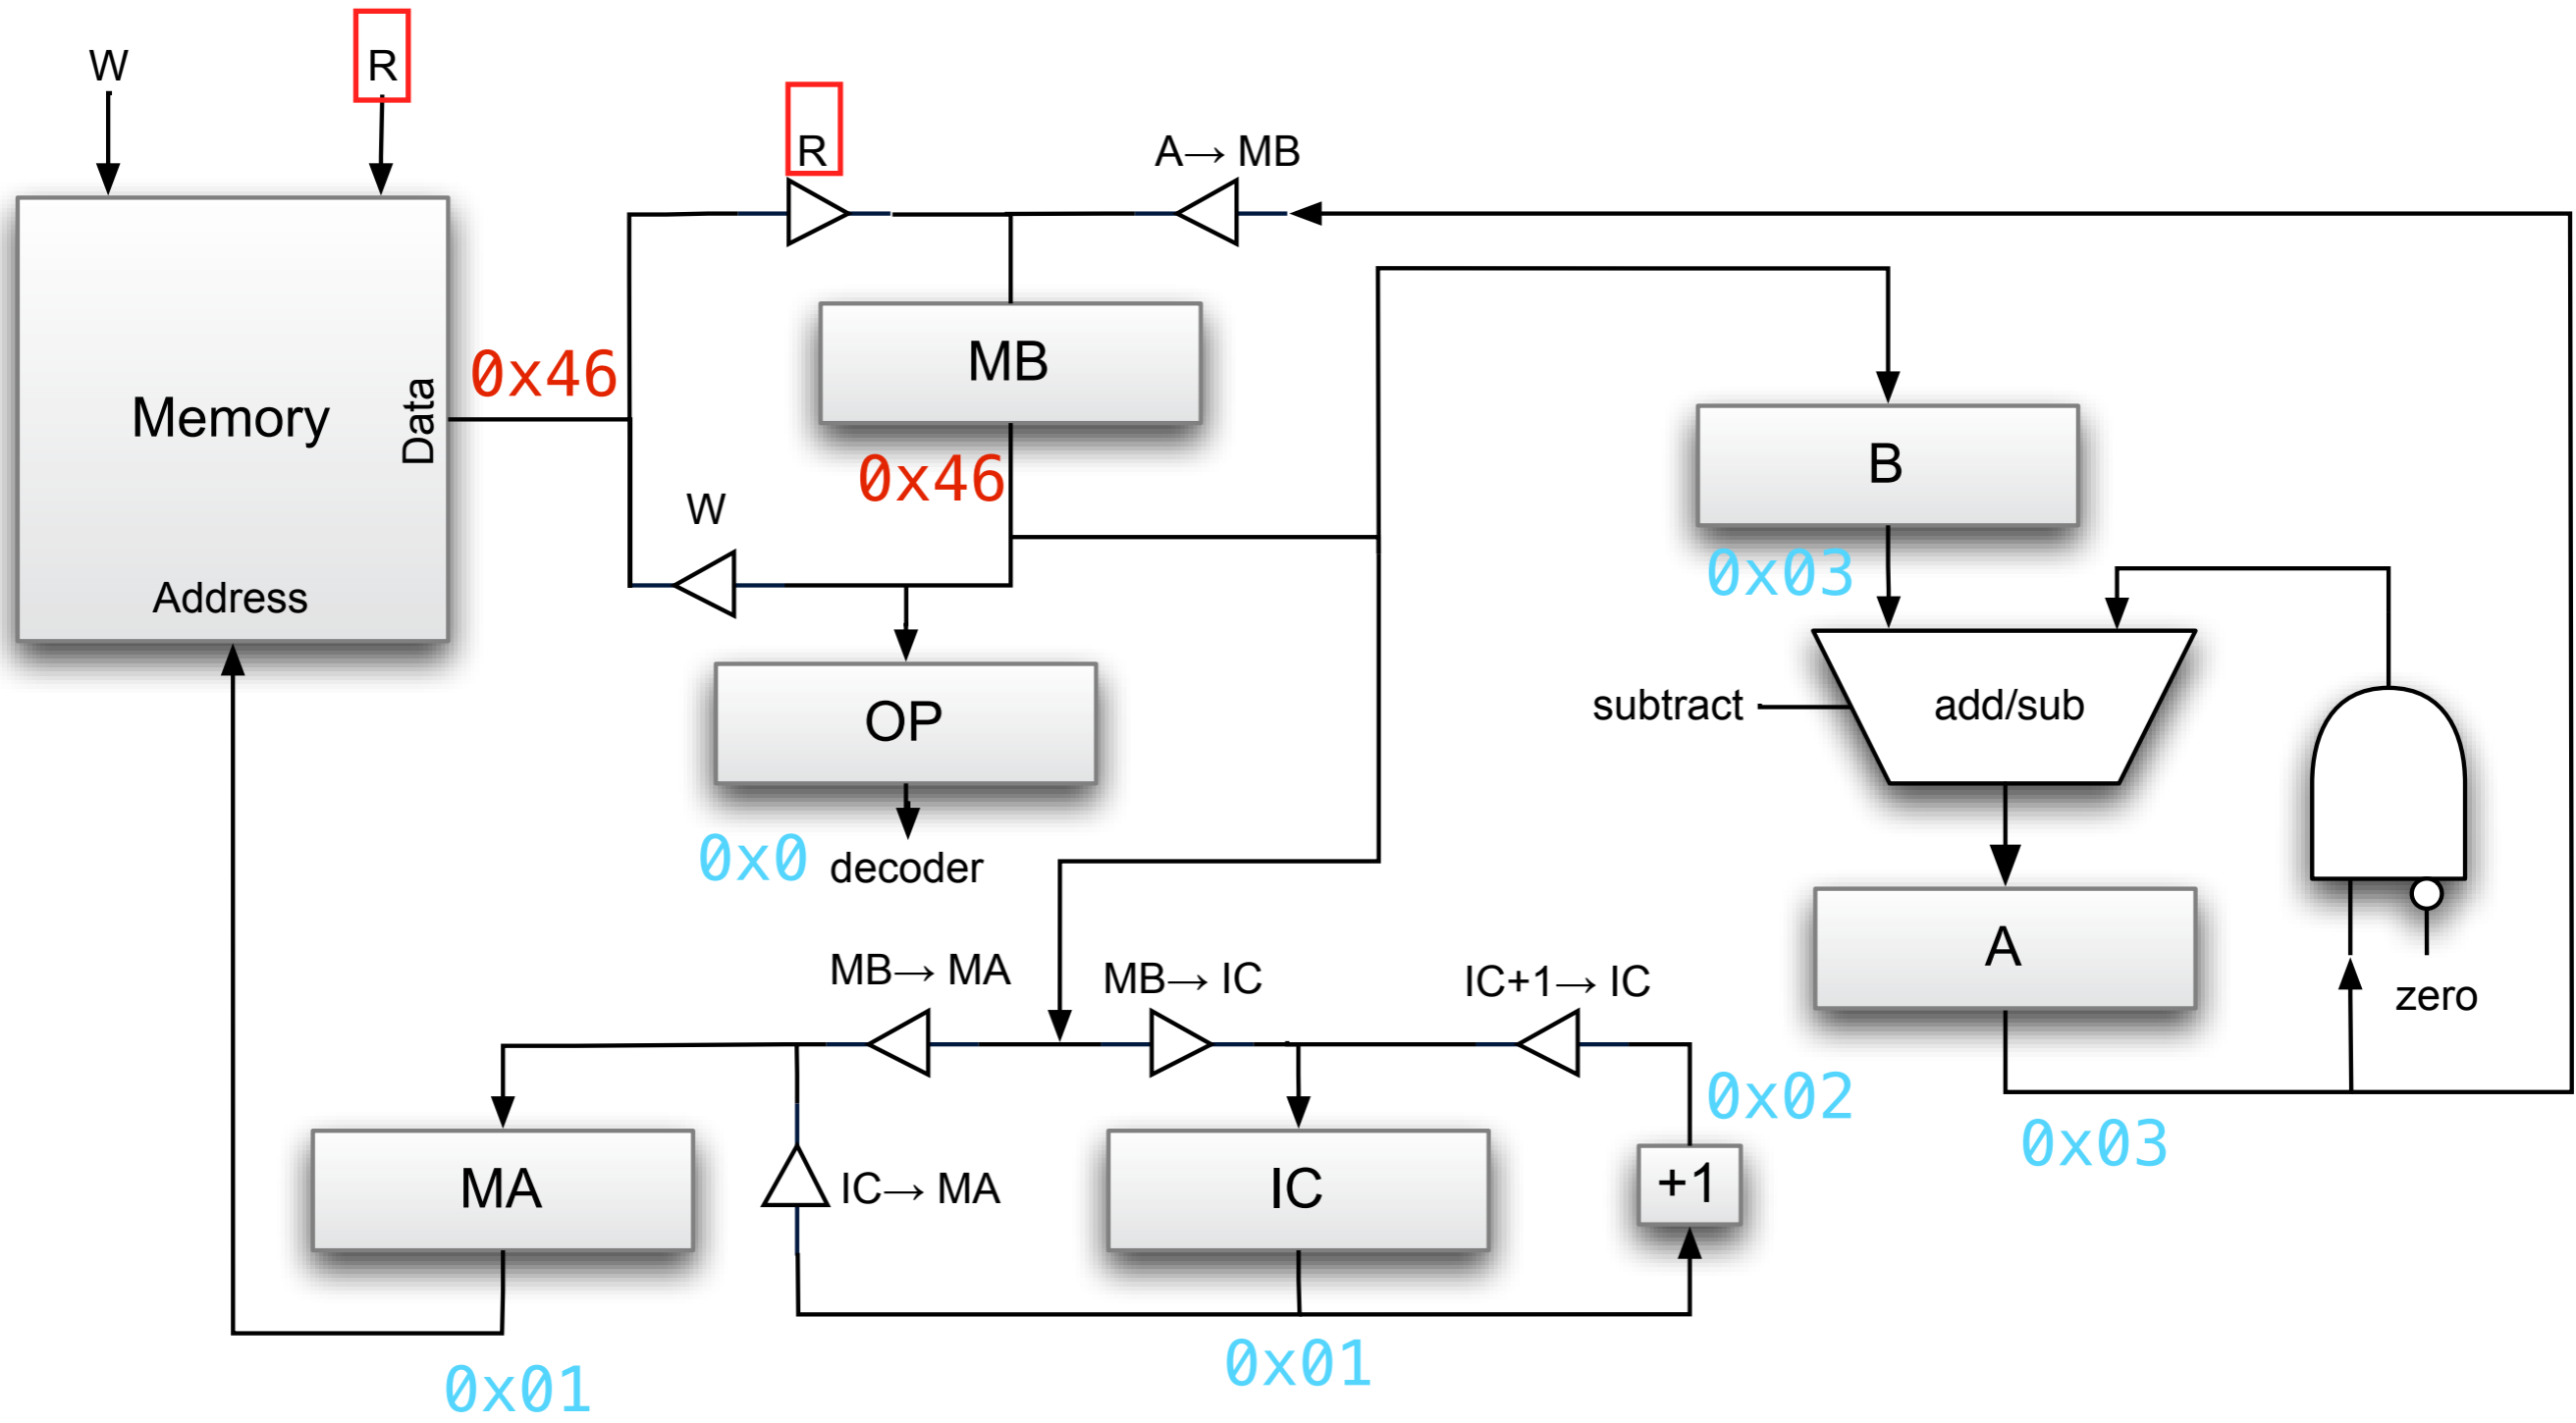 W
R
R
A→ MB
MB
0x46
Memory
Data
B
0x46
W
0x03
Address
OP
subtract
add/sub
0x0
decoder
A
MB→ MA
MB→ IC
IC+1→ IC
zero
0x02
0x03
MA
IC→ MA
IC
+1
0x01
0x01